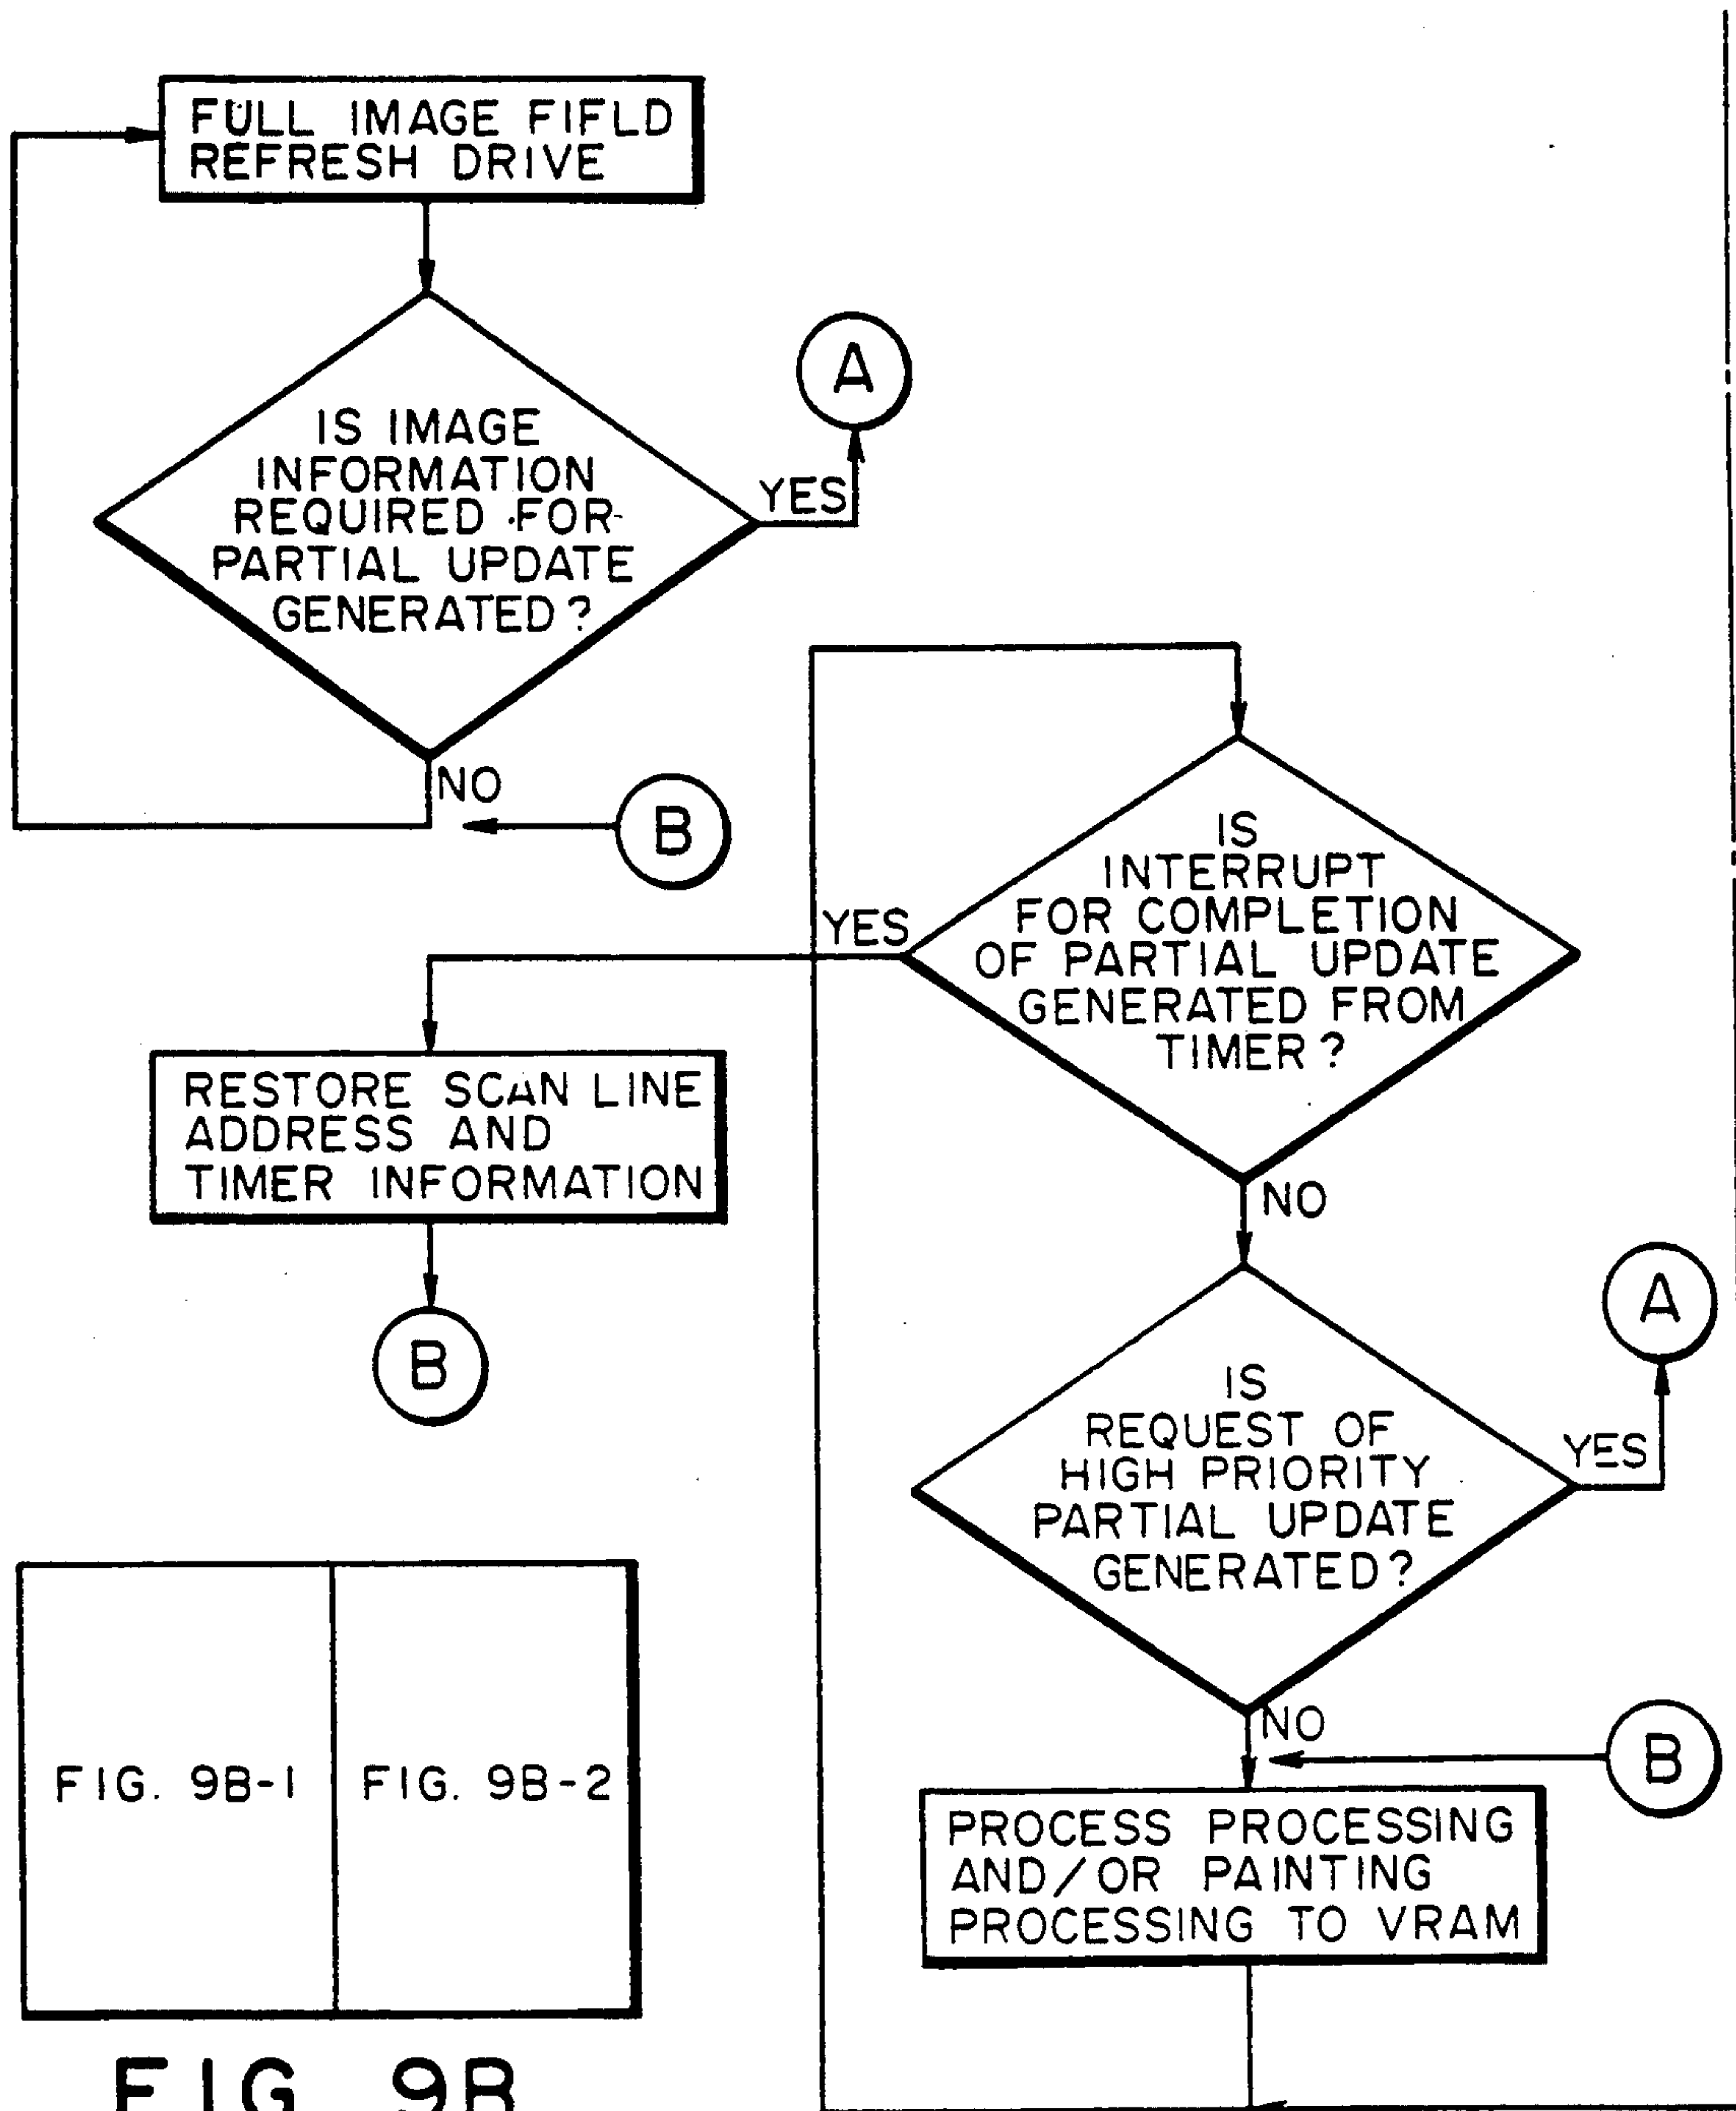 FULL IMAGE FIFLD
REFRESH DRIVE
A
IS IMAGE
INFORMATION
REQUIRED FOR
PARTIAL UPDATE
GENERATED?
YES
NO
B
IS
INTERRUPT
FOR COMPLETION
OF PARTIAL UPDATE
GENERATED FROM
TIMER?
YES
NO
RESTORE SCAN LINE
ADDRESS AND
TIMER INFORMATION
B
A
IS
REQUEST OF
HIGH PRIORITY
PARTIAL UPDATE
GENERATED?
YES
NO
B
PROCESS PROCESSING
AND/OR PAINTING
PROCESSING TO VRAM
FIG. 9B-1
FIG. 9B-2
FIG 9B